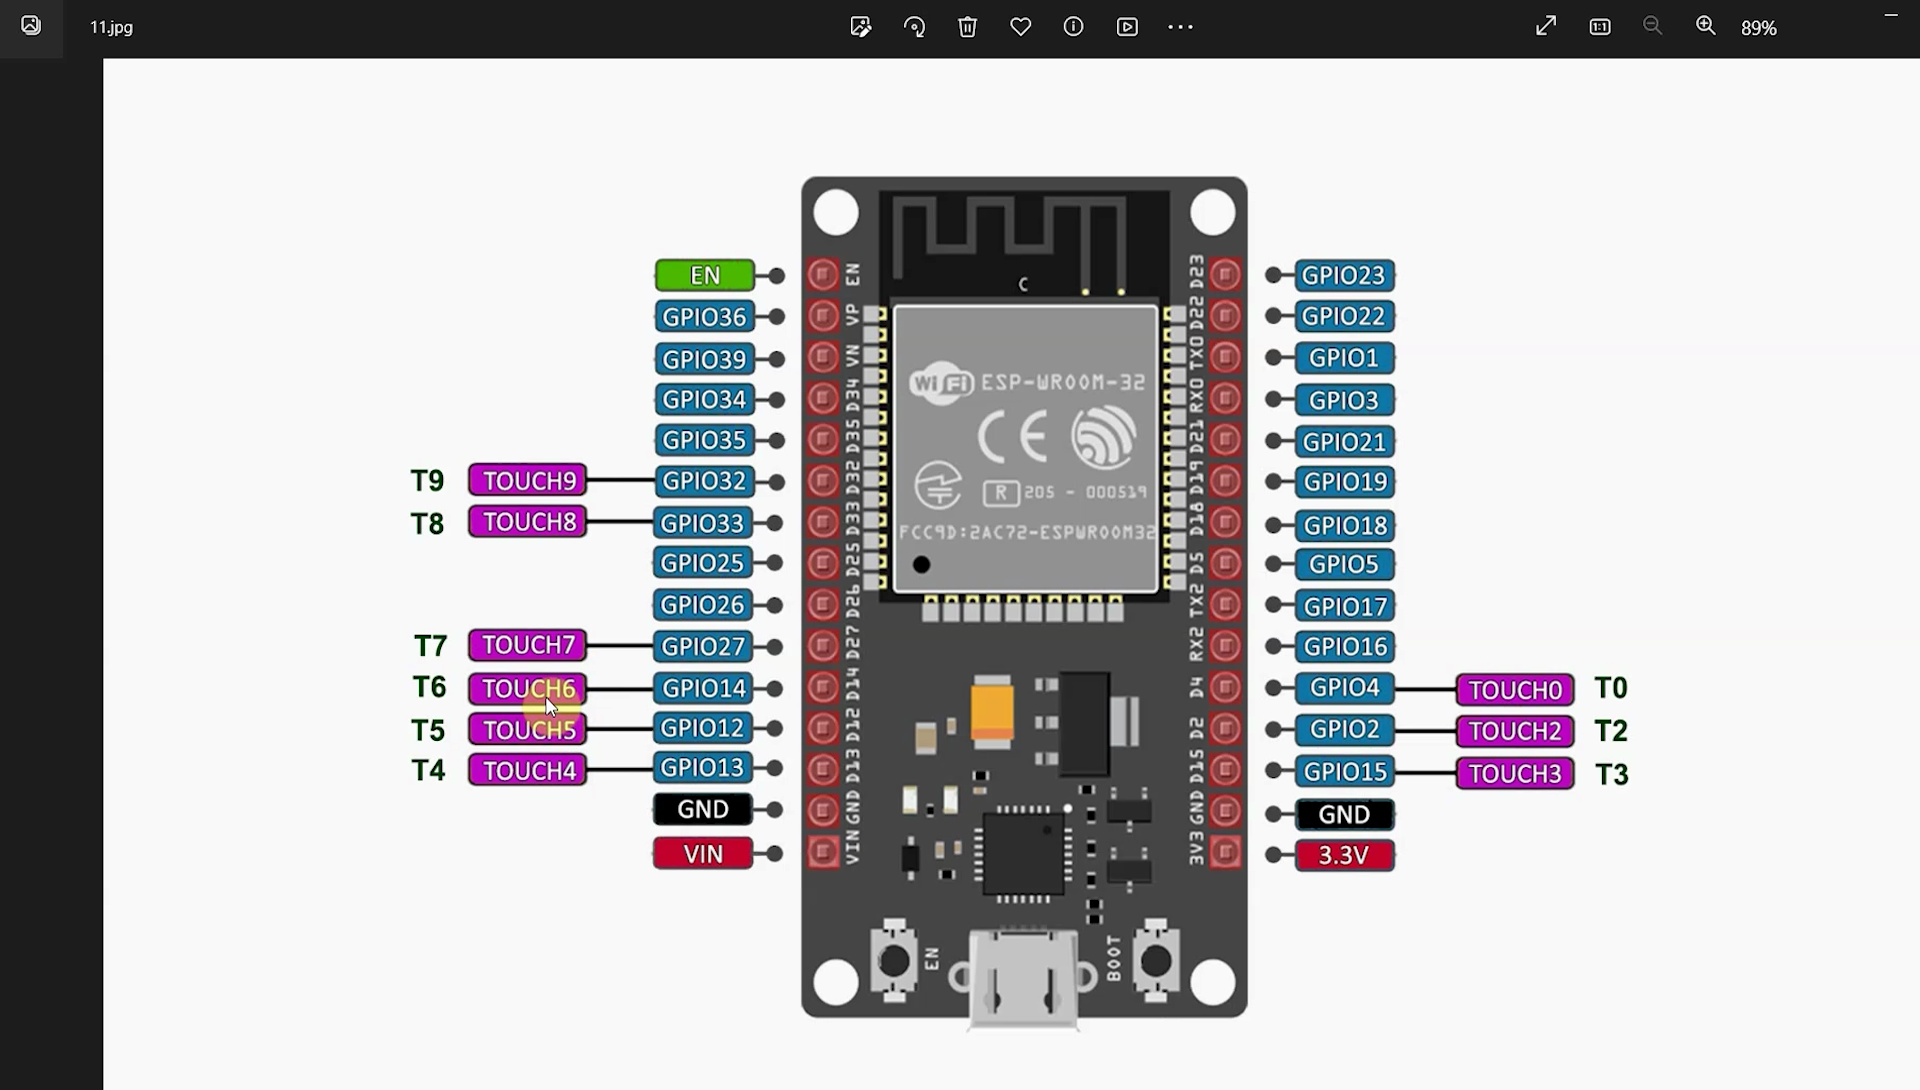 11.jpg
89%
EN
GPIO36
GPIO39
GPIO34
GPIO35
T9 TOUCH9 GPIO32
T8 TOUCH8 GPIO33
GPIO25
GPIO26
T7 TOUCH7 GPIO27
T6 TOUCH6 GPIO14
T5 TOUCH5 GPIO12
T4 TOUCH4 GPIO13
GND
VIN
EN
VP
VN
D34
D35
D32
D33
D25
D26
D27
D14
D12
D13
GND
VIN
C
WiFi ESP-WROOM-32
CE
R 205 - 000519
FCC9D:2AC72-ESPWROOM32
EN
BOOT
D23
D22
TX0
RX0
D21
D19
D18
D5
TX2
RX2
D4
D2
D15
GND
3V3
GPIO23
GPIO22
GPIO1
GPIO3
GPIO21
GPIO19
GPIO18
GPIO5
GPIO17
GPIO16
GPIO4 TOUCH0 T0
GPIO2 TOUCH2 T2
GPIO15 TOUCH3 T3
GND
3.3V